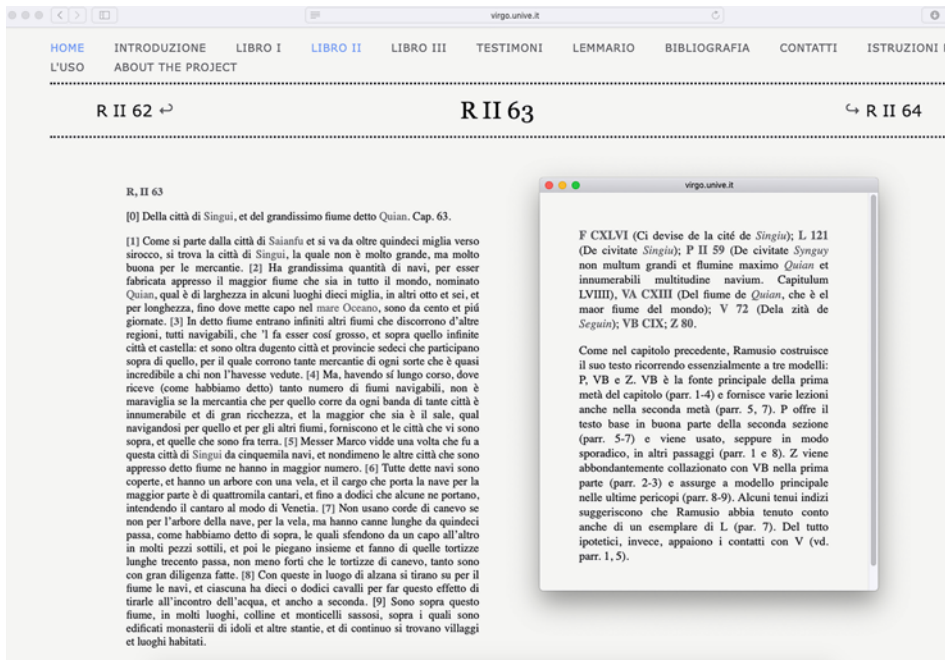 virgo.unive.it
HOME INTRODUZIONE LIBRO I LIBRO II LIBRO III TESTIMONI LEMMARIO BIBLIOGRAFIA CONTATTI ISTRUZIONI
L'USO ABOUT THE PROJECT
R II 62 ↩ R II 63 ↪ R II 64
R, II 63
[0] Della città di Singui, et del grandissimo fiume detto Quian. Cap. 63.
[1] Come si parte dalla città di Saianfu et si va da oltre quindeci miglia verso
sirocco, si trova la città di Singui, la quale non è molto grande, ma molto
buona per le mercantie. [2] Ha grandissima quantità di navi, per esser
fabricata appresso il maggior fiume che sia in tutto il mondo, nominato
Quian, qual è di larghezza in alcuni luoghi dieci miglia, in altri otto et sei, et
per longhezza, fino dove mette capo nel mare Oceano, sono da cento et piú
giornate. [3] In detto fiume entrano infiniti altri fiumi che discorrono d'altre
regioni, tutti navigabili, che 'l fa esser cosí grosso, et sopra quello infinite
città et castella: et sono oltra dugento città et provincie sedeci che participano
sopra di quello, per il quale corrono tante mercantie di ogni sorte che è quasi
incredibile a chi non l'havesse vedute. [4] Ma, havendo sí lungo corso, dove
riceve (come habbiamo detto) tanto numero di fiumi navigabili, non è
maraviglia se la mercantia che per quello corre da ogni banda di tante città è
innumerabile et di gran ricchezza, et la maggior che sia è il sale, qual
navigandosi per quello et per gli altri fiumi, forniscono et le città che vi sono
sopra, et quelle che sono fra terra. [5] Messer Marco vidde una volta che fu a
questa città di Singui da cinquemila navi, et nondimeno le altre città che sono
appresso detto fiume ne hanno in maggior numero. [6] Tutte dette navi sono
coperte, et hanno un arbore con una vela, et il cargo che porta la nave per la
maggior parte è di quattromila cantari, et fino a dodici che alcune ne portano,
intendendo il cantaro al modo di Venetia. [7] Non usano corde di canevo se
non per l'arbore della nave, per la vela, ma hanno canne lunghe da quindeci
passa, come habbiamo detto di sopra, le quali sfendono da un capo all'altro
in molti pezzi sottili, et poi le piegano insieme et fanno di quelle tortizze
lunghe trecento passa, non meno forti che le tortizze di canevo, tanto sono
con gran diligenza fatte. [8] Con queste in luogo di alzana si tirano su per il
fiume le navi, et ciascuna ha dieci o dodici cavalli per far questo effetto di
tirarle all'incontro dell'acqua, et ancho a seconda. [9] Sono sopra questo
fiume, in molti luoghi, colline et monticelli sassosi, sopra i quali sono
edificati monasterii di idoli et altre stantie, et di continuo si trovano villaggi
et luoghi habitati.
virgo.unive.it
F CXLVI (Ci devise de la cité de Singiu); L 121
(De civitate Singiu); P II 59 (De civitate Synguy
non multum grandi et flumine maximo Quian et
innumerabili multitudine navium. Capitulum
LVIIII), VA CXIII (Del fiume de Quian, che è el
maor fiume del mondo); V 72 (Dela zità de
Seguin); VB CIX; Z 80.
Come nel capitolo precedente, Ramusio costruisce
il suo testo ricorrendo essenzialmente a tre modelli:
P, VB e Z. VB è la fonte principale della prima
metà del capitolo (parr. 1-4) e fornisce varie lezioni
anche nella seconda metà (parr. 5, 7). P offre il
testo base in buona parte della seconda sezione
(parr. 5-7) e viene usato, seppure in modo
sporadico, in altri passaggi (parr. 1 e 8). Z viene
abbondantemente collazionato con VB nella prima
parte (parr. 2-3) e assurge a modello principale
nelle ultime pericopi (parr. 8-9). Alcuni tenui indizi
suggeriscono che Ramusio abbia tenuto conto
anche di un esemplare di L (par. 7). Del tutto
ipotetici, invece, appaiono i contatti con V (vd.
parr. 1, 5).